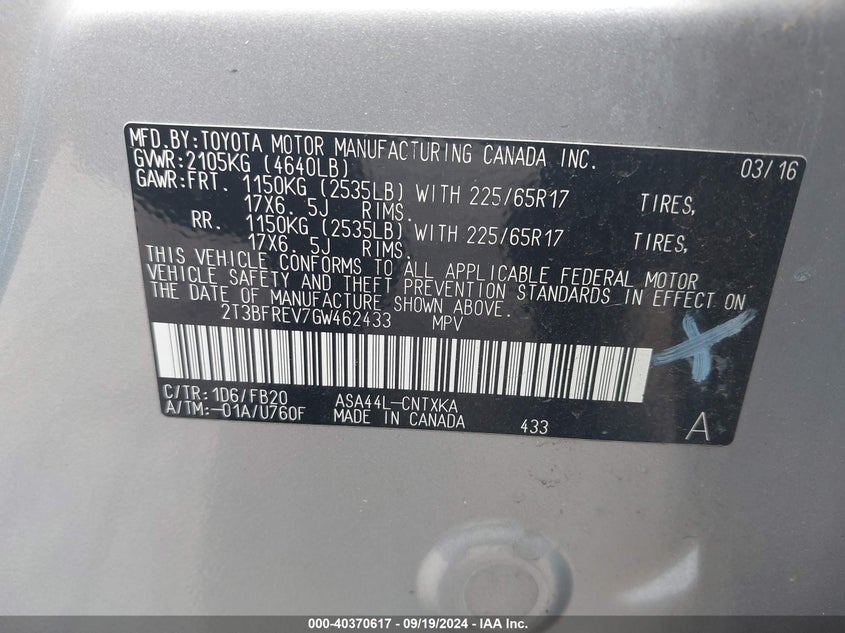 MFD.BY:TOYOTA MOTOR MANUFACTURING CANADA INC. 03/16
GVWR:2105KG (4640LB)
GAWR:FRT. 1150KG (2535LB) WITH 225/65R17 TIRES,
17X6. 5J RIMS.
RR. 1150KG (2535LB) WITH 225/65R17 TIRES,
17X6. 5J RIMS.
THIS VEHICLE CONFORMS TO ALL APPLICABLE FEDERAL MOTOR
VEHICLE SAFETY AND THEFT PREVENTION STANDARDS IN EFFECT ON
THE DATE OF MANUFACTURE SHOWN ABOVE.
2T3BFREV7GW462433 MPV
C/TR:1D6/FB20 ASA44L-CNTXKA
A/TM:-01A/U760F MADE IN CANADA 433 A
000-40370617 - 09/19/2024 - IAA Inc.